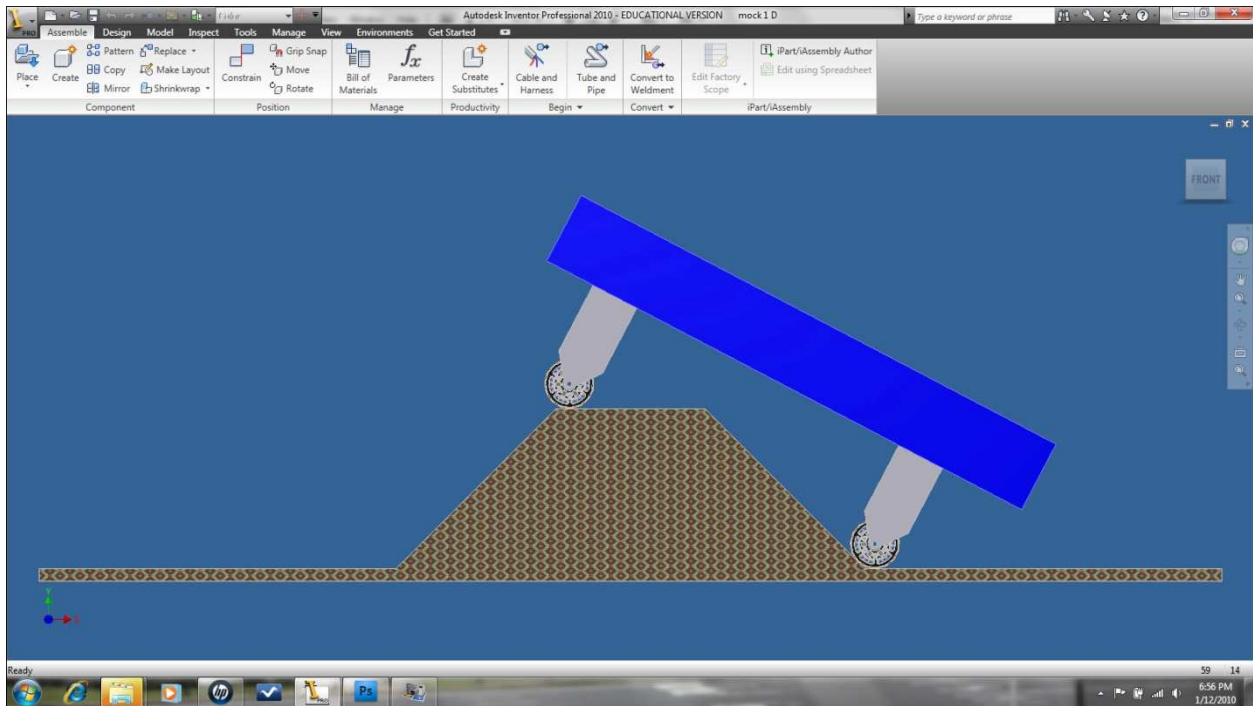 Autodesk Inventor Professional 2010 - EDUCATIONAL VERSION mock 1 D
Type a keyword or phrase
PRO
Assemble Design Model Inspect Tools Manage View Environments Get Started
Place
Create
Pattern
Copy
Mirror
Replace
Make Layout
Shrinkwrap
Component
Constrain
Grip Snap
Move
Rotate
Position
Bill of
Materials
Parameters
Manage
Create
Substitutes
Productivity
Cable and
Harness
Tube and
Pipe
Begin
Convert to
Weldment
Convert
Edit Factory
Scope
iPart/iAssembly Author
Edit using Spreadsheet
iPart/iAssembly
FRONT
Y
X
Ready
59 14
Ps
hp
6:56 PM
1/12/2010